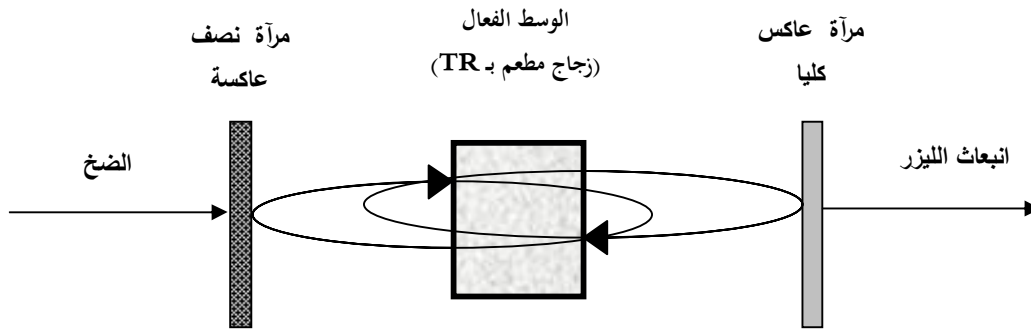 مرآة عاكس
كليا
الوسط الفعال
(زجاج مطعم بـ TR)
مرآة نصف
عاكسة
انبعاث الليزر
الضخ